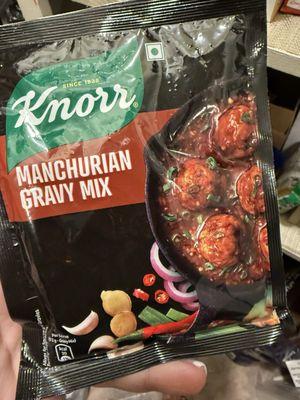 SINCE 1838
Knorr
MANCHURIAN
GRAVY MIX